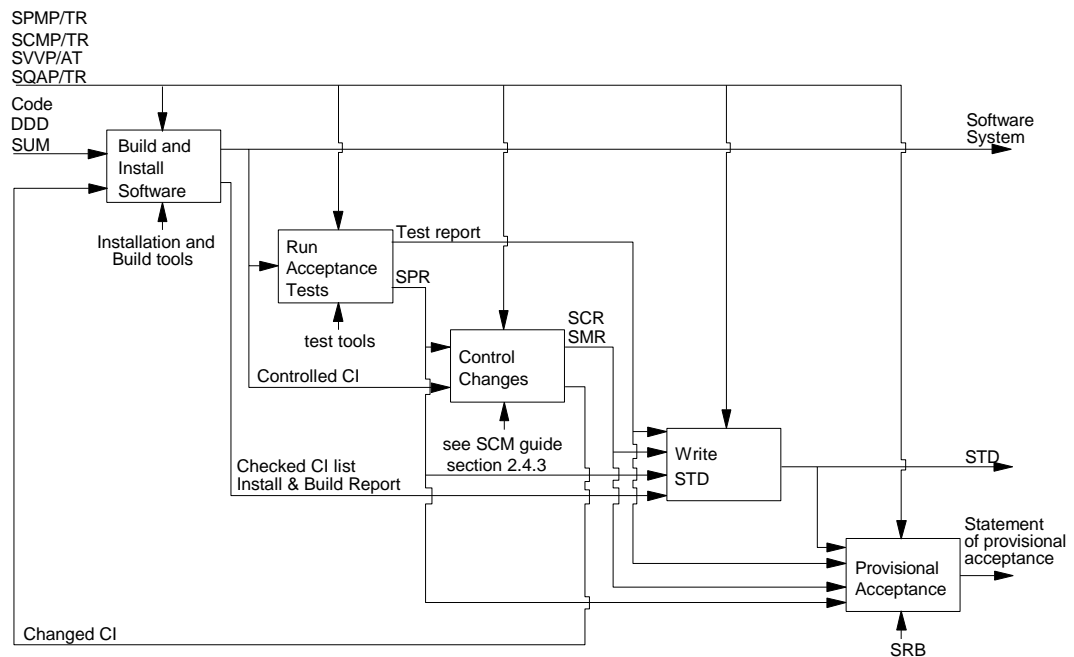 SPMP/TR
SCMP/TR
SVVP/AT
SQAP/TR
Code
DDD
SUM
Build and
Install
Software
Software
System
Installation and
Build tools
Run
Acceptance
Tests
Test report
SPR
test tools
SCR
SMR
Control
Changes
Controlled CI
see SCM guide
section 2.4.3
Write
STD
STD
Checked CI list
Install & Build Report
Statement
of provisional
acceptance
Provisional
Acceptance
Changed CI
SRB